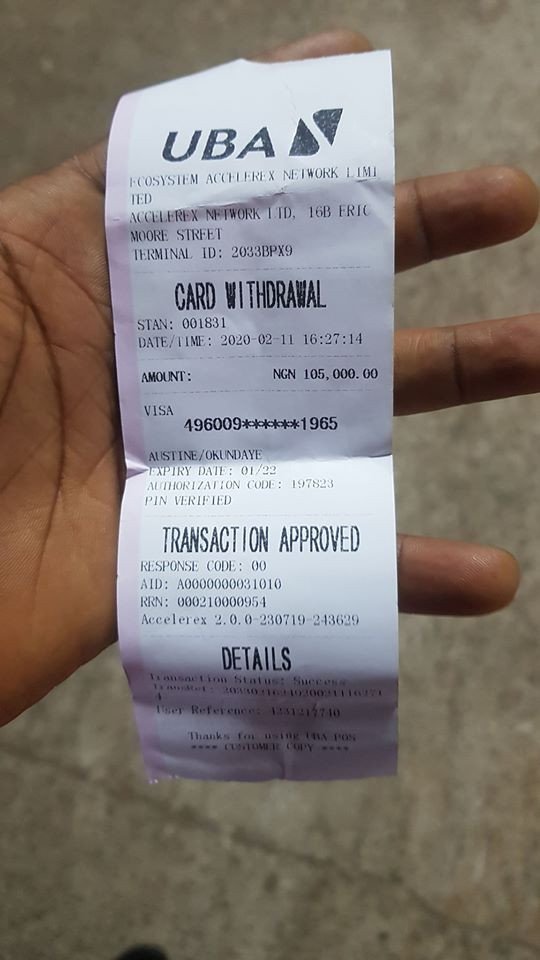 UBA
ECOSYSTEM ACCELEREX NETWORK LIMI
TED
ACCELEREX NETWORK LTD, 16B ERIC
MOORE STREET
TERMINAL ID: 2033BPX9
CARD WITHDRAWAL
STAN: 001831
DATE/TIME: 2020-02-11 16:27:14
AMOUNT: NGN 105,000.00
VISA
496009******1965
AUSTINE/OKUNDAYE
EXPIRY DATE: 01/22
AUTHORIZATION CODE: 197823
PIN VERIFIED
TRANSACTION APPROVED
RESPONSE CODE: 00
AID: A0000000031010
RRN: 000210000954
Accelerex 2.0.0-230719-243629
DETAILS
Transaction Status: Success
TransRef:
4
User Reference: 1231217740
Thanks for using UBA POS
**** CUSTOMER COPY ****